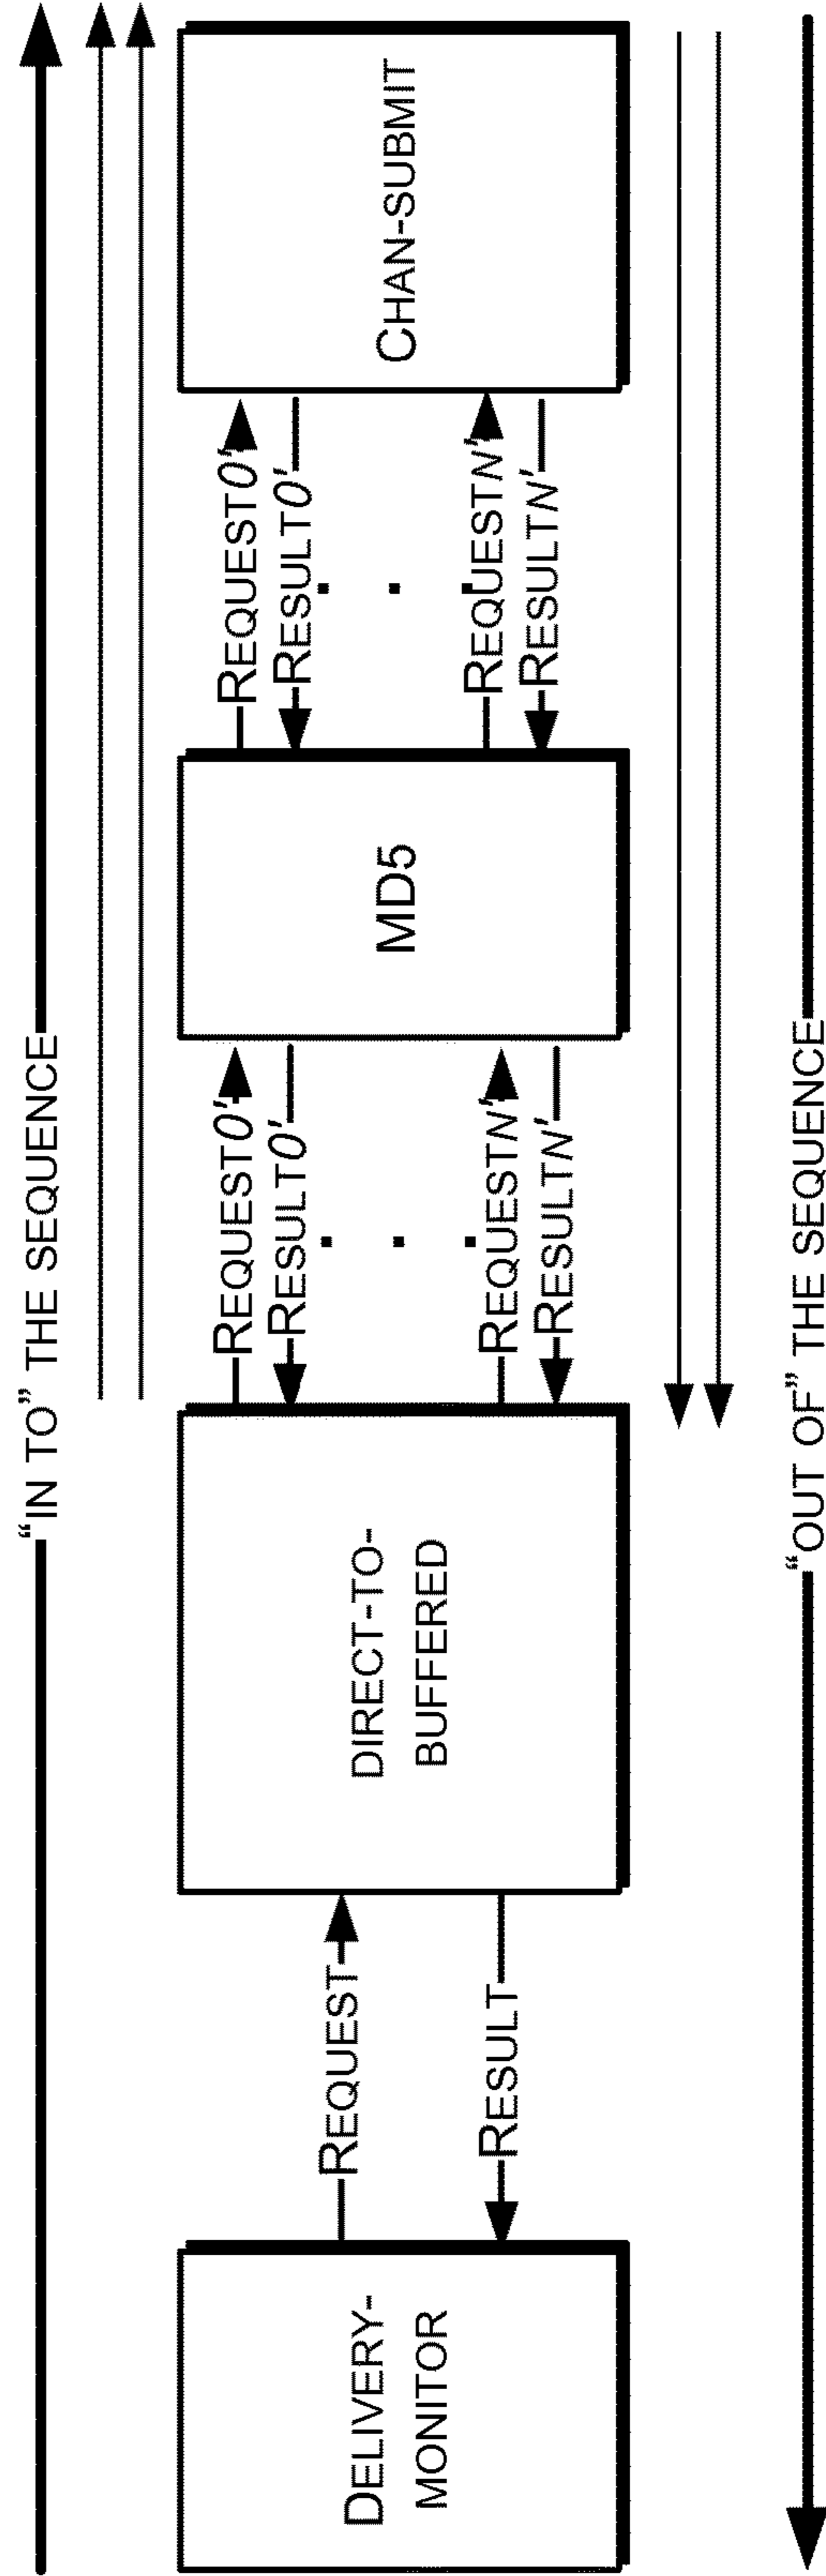 “IN TO” THE SEQUENCE
DELIVERY-
MONITOR
REQUEST
RESULT
DIRECT-TO-
BUFFERED
REQUEST0'
RESULT0'
. . .
REQUESTN'
RESULTN'
MD5
REQUEST0'
RESULT0'
. . .
REQUESTN'
RESULTN'
CHAN-SUBMIT
“OUT OF” THE SEQUENCE